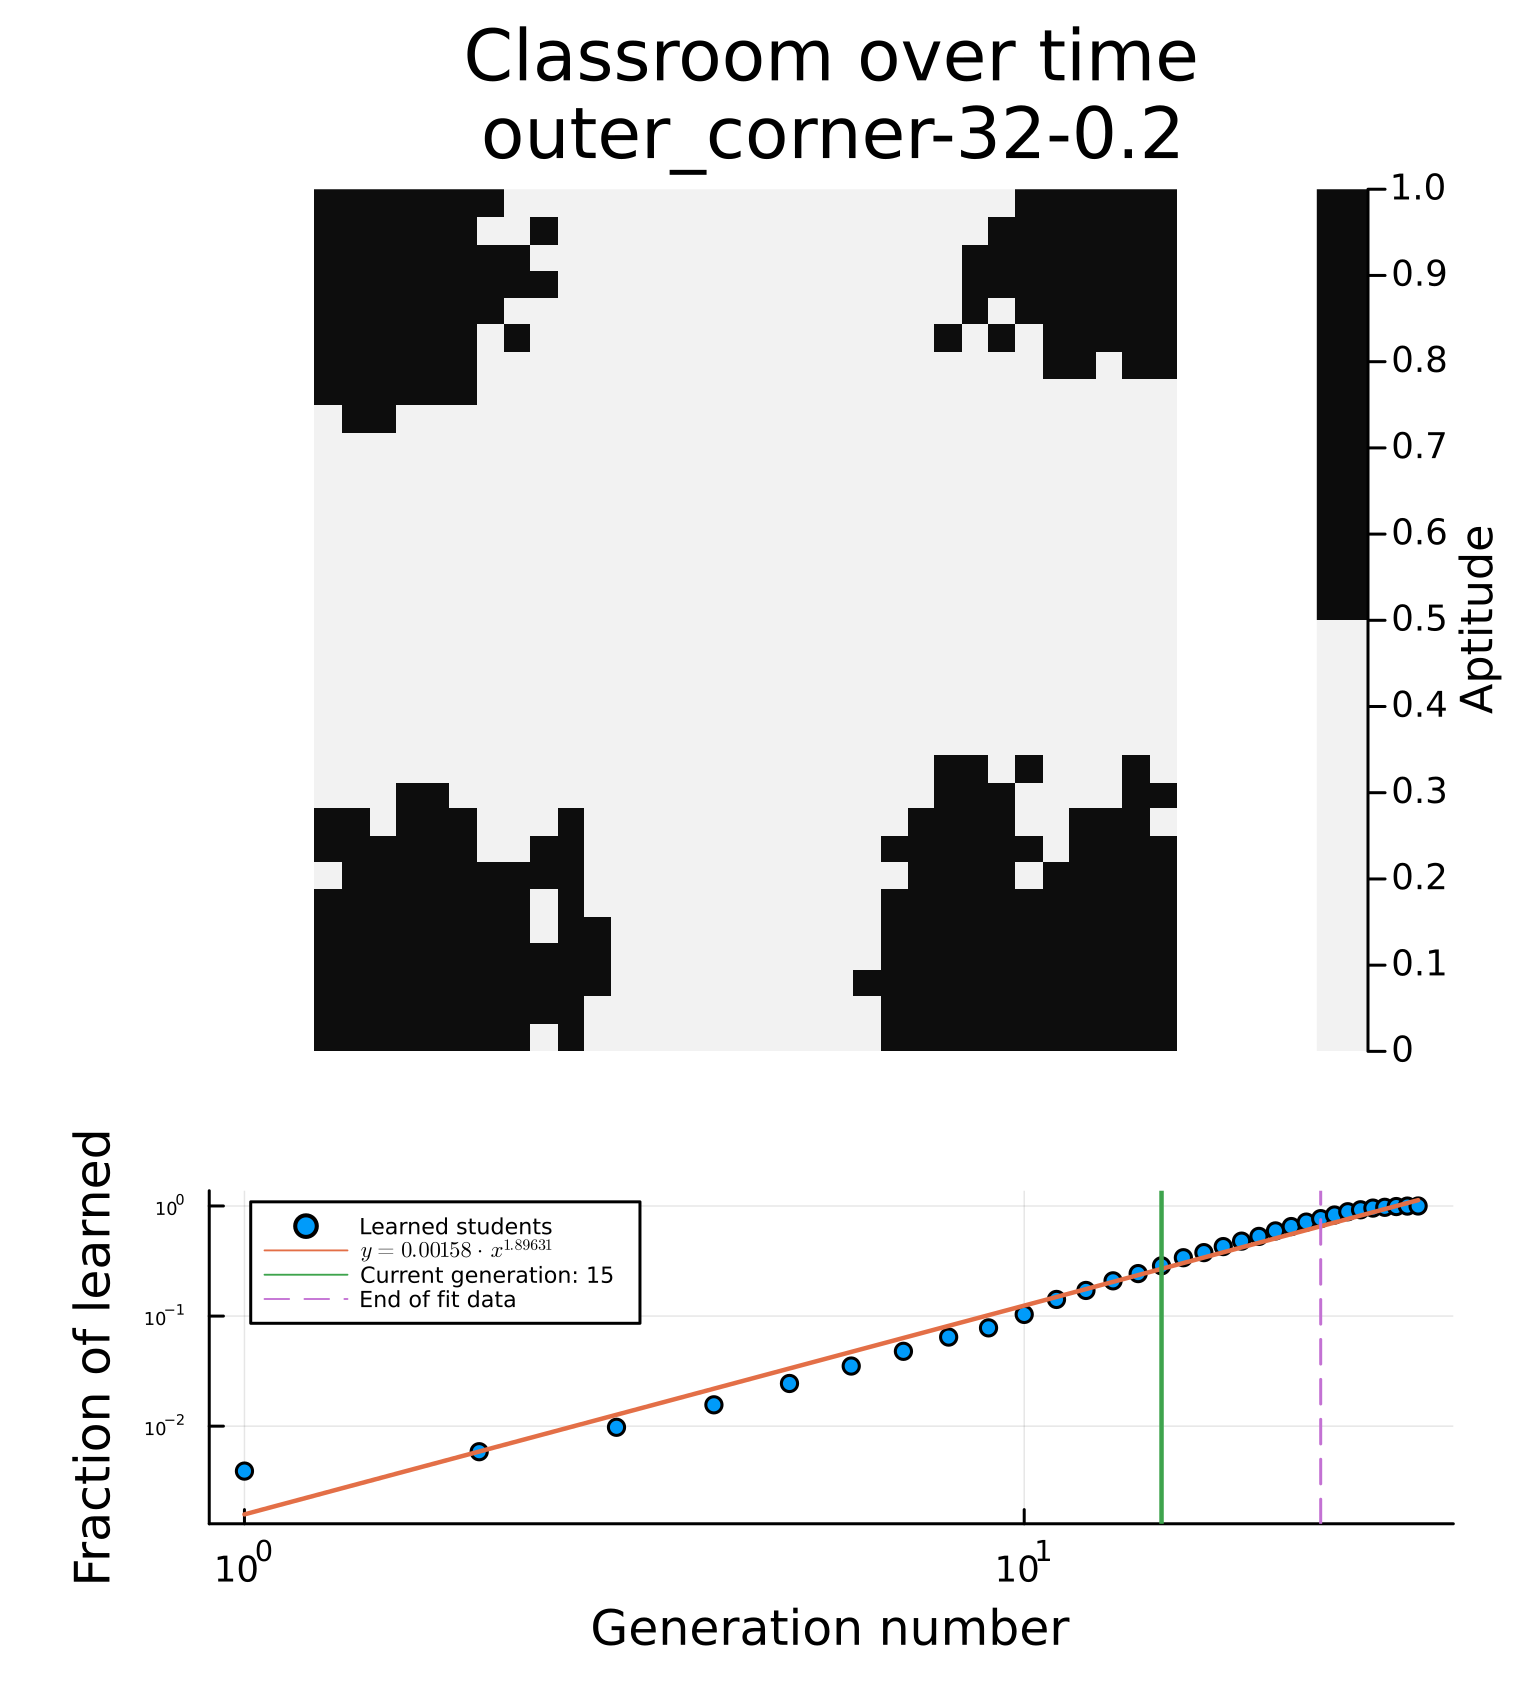 Classroom over time
outer_corner-32-0.2
1.0
0.9
0.8
0.7
0.6
0.5
0.4
0.3
0.2
0.1
0
Aptitude
Fraction of learned
10^0
10^-1
10^-2
Learned students
y = 0.00158 · x^1.89631
Current generation: 15
End of fit data
10^0
10^1
Generation number